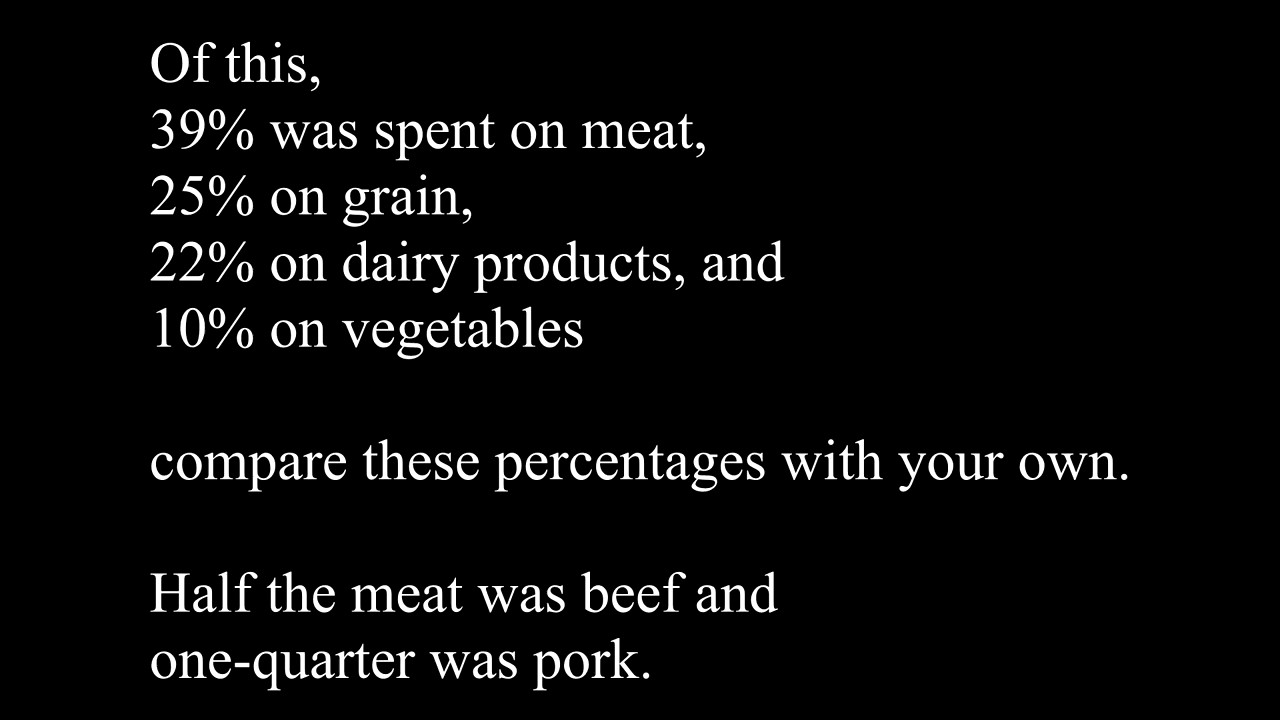 Of this,
39% was spent on meat,
25% on grain,
22% on dairy products, and
10% on vegetables
compare these percentages with your own.
Half the meat was beef and
one-quarter was pork.